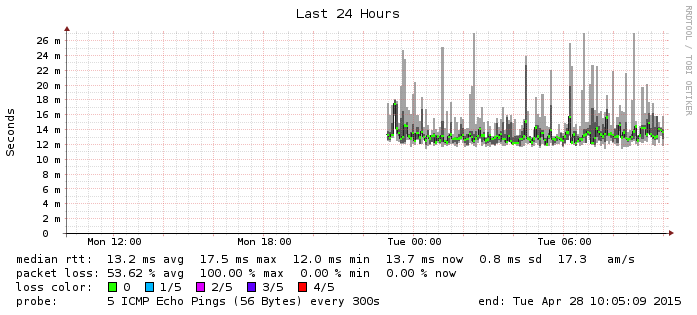 Last 24 Hours
RRDTOOL / TOBI OETIKER
Seconds
26 m
24 m
22 m
20 m
18 m
16 m
14 m
12 m
10 m
8 m
6 m
4 m
2 m
0
Mon 12:00 Mon 18:00 Tue 00:00 Tue 06:00
median rtt: 13.2 ms avg 17.5 ms max 12.0 ms min 13.7 ms now 0.8 ms sd 17.3 am/s
packet loss: 53.62 % avg 100.00 % max 0.00 % min 0.00 % now
loss color: 0 1/5 2/5 3/5 4/5
probe: 5 ICMP Echo Pings (56 Bytes) every 300s end: Tue Apr 28 10:05:09 2015